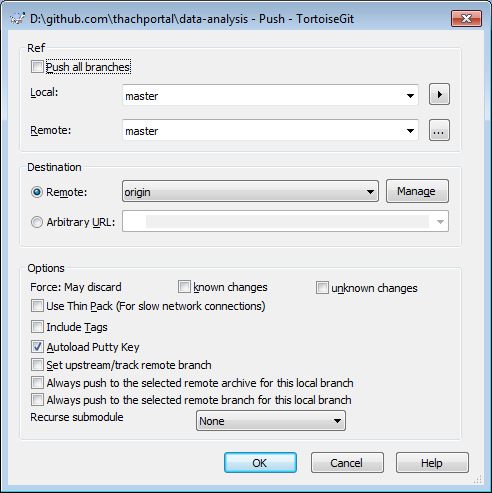 D:\github.com\thachportal\data-analysis - Push - TortoiseGit
Ref
Push all branches
Local: master
Remote: master
...
Destination
Remote: origin Manage
Arbitrary URL:
Options
Force: May discard known changes unknown changes
Use Thin Pack (For slow network connections)
Include Tags
Autoload Putty Key
Set upstream/track remote branch
Always push to the selected remote archive for this local branch
Always push to the selected remote branch for this local branch
Recurse submodule None
OK Cancel Help